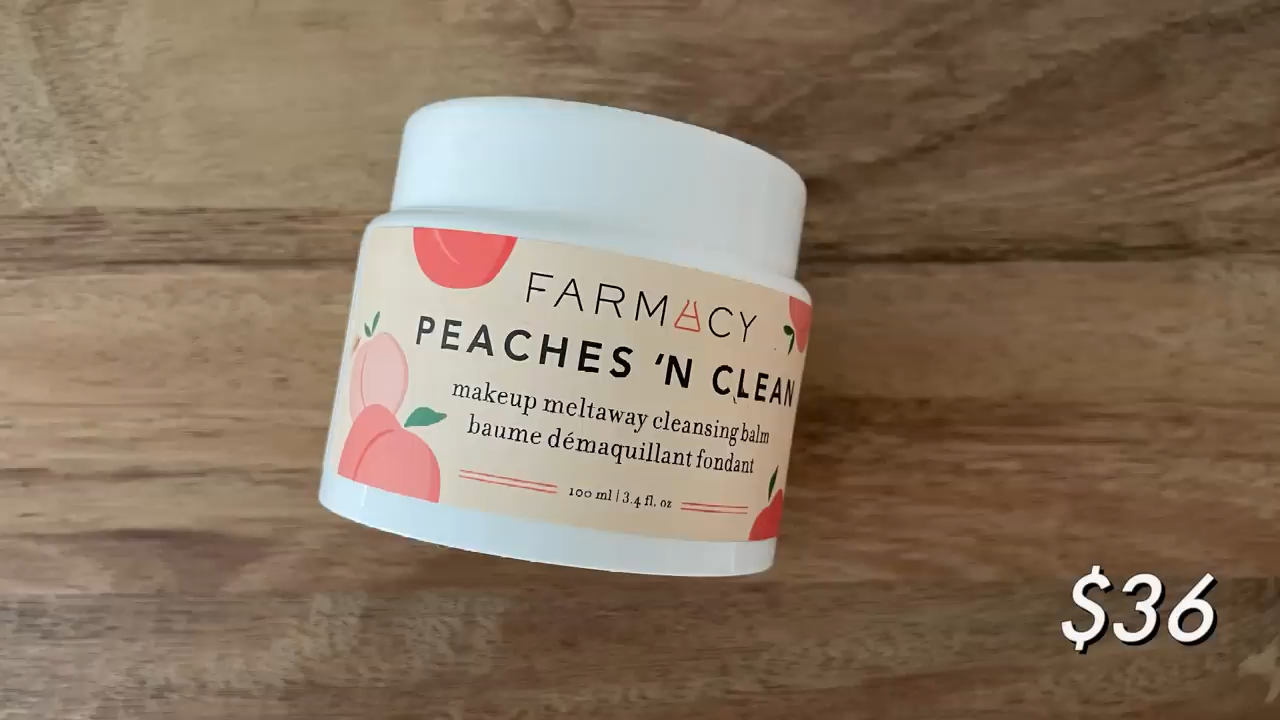 FARMACY
PEACHES 'N CLEAN
makeup meltaway cleansing balm
baume démaquillant fondant
100 ml | 3.4 fl. oz
$36